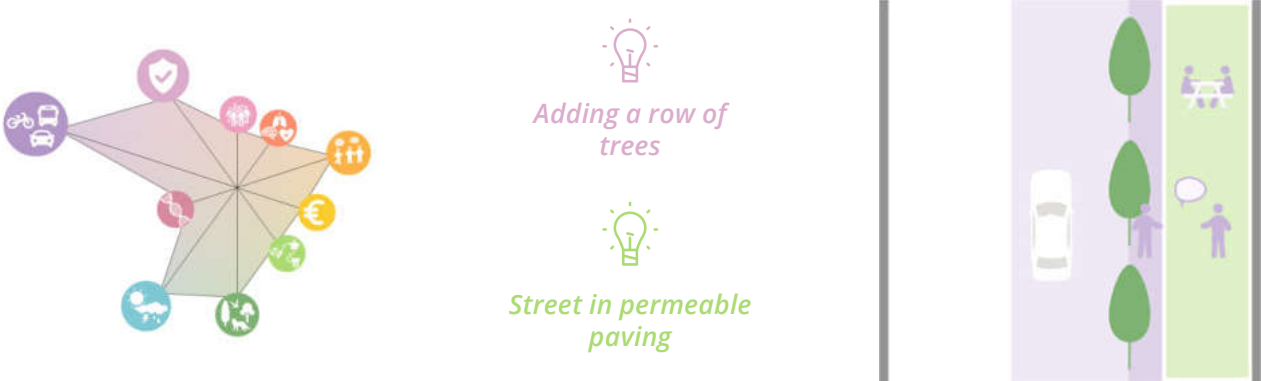 Adding a row of
trees
€
Street in permeable
paving